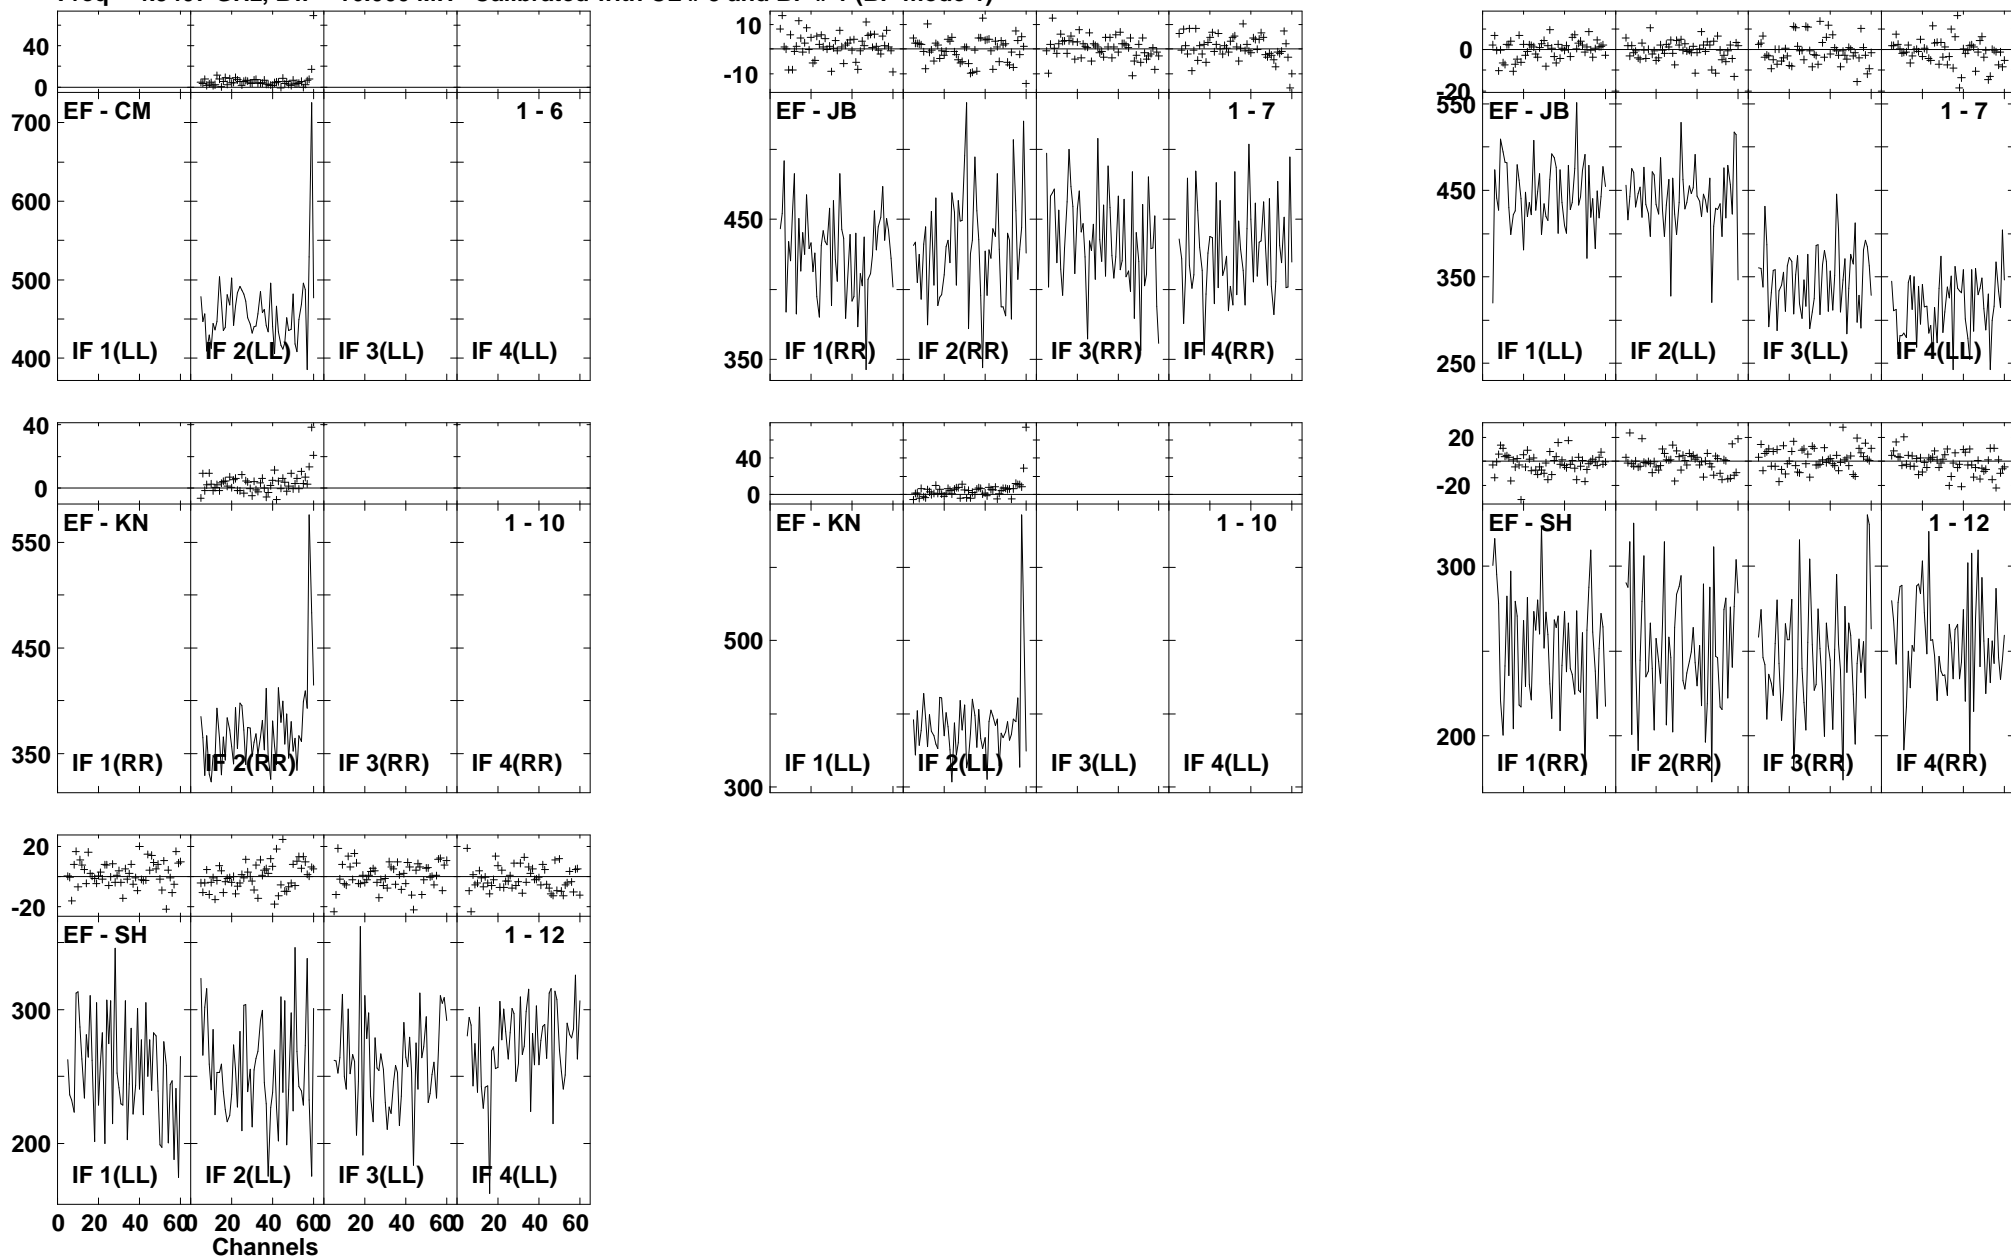 40
0
EF - CM
1 - 6
700
600
500
400
IF 1(LL)
IF 2(LL)
IF 3(LL)
IF 4(LL)
10
-10
EF - JB
1 - 7
450
350
IF 1(RR)
IF 2(RR)
IF 3(RR)
IF 4(RR)
0
-20
EF - JB
1 - 7
550
450
350
250
IF 1(LL)
IF 2(LL)
IF 3(LL)
IF 4(LL)
40
0
EF - KN
1 - 10
550
450
350
IF 1(RR)
IF 2(RR)
IF 3(RR)
IF 4(RR)
40
0
EF - KN
1 - 10
500
300
IF 1(LL)
IF 2(LL)
IF 3(LL)
IF 4(LL)
20
-20
EF - SH
1 - 12
300
200
IF 1(RR)
IF 2(RR)
IF 3(RR)
IF 4(RR)
20
-20
EF - SH
1 - 12
300
200
IF 1(LL)
IF 2(LL)
IF 3(LL)
IF 4(LL)
0 20 40 60 0 20 40 60 0 20 40 60 0 20 40 60
Channels